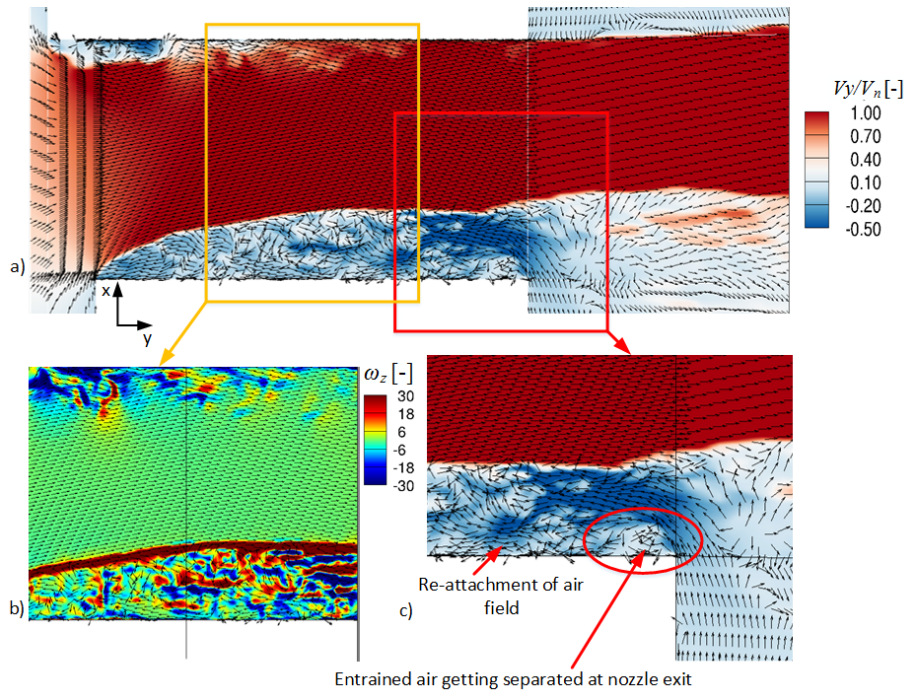 Vy/Vn [-]
1.00
0.70
0.40
0.10
-0.20
-0.50
a)
x
y
ωz [-]
30
18
6
-6
-18
-30
b)
c)
Re-attachment of air
field
Entrained air getting separated at nozzle exit